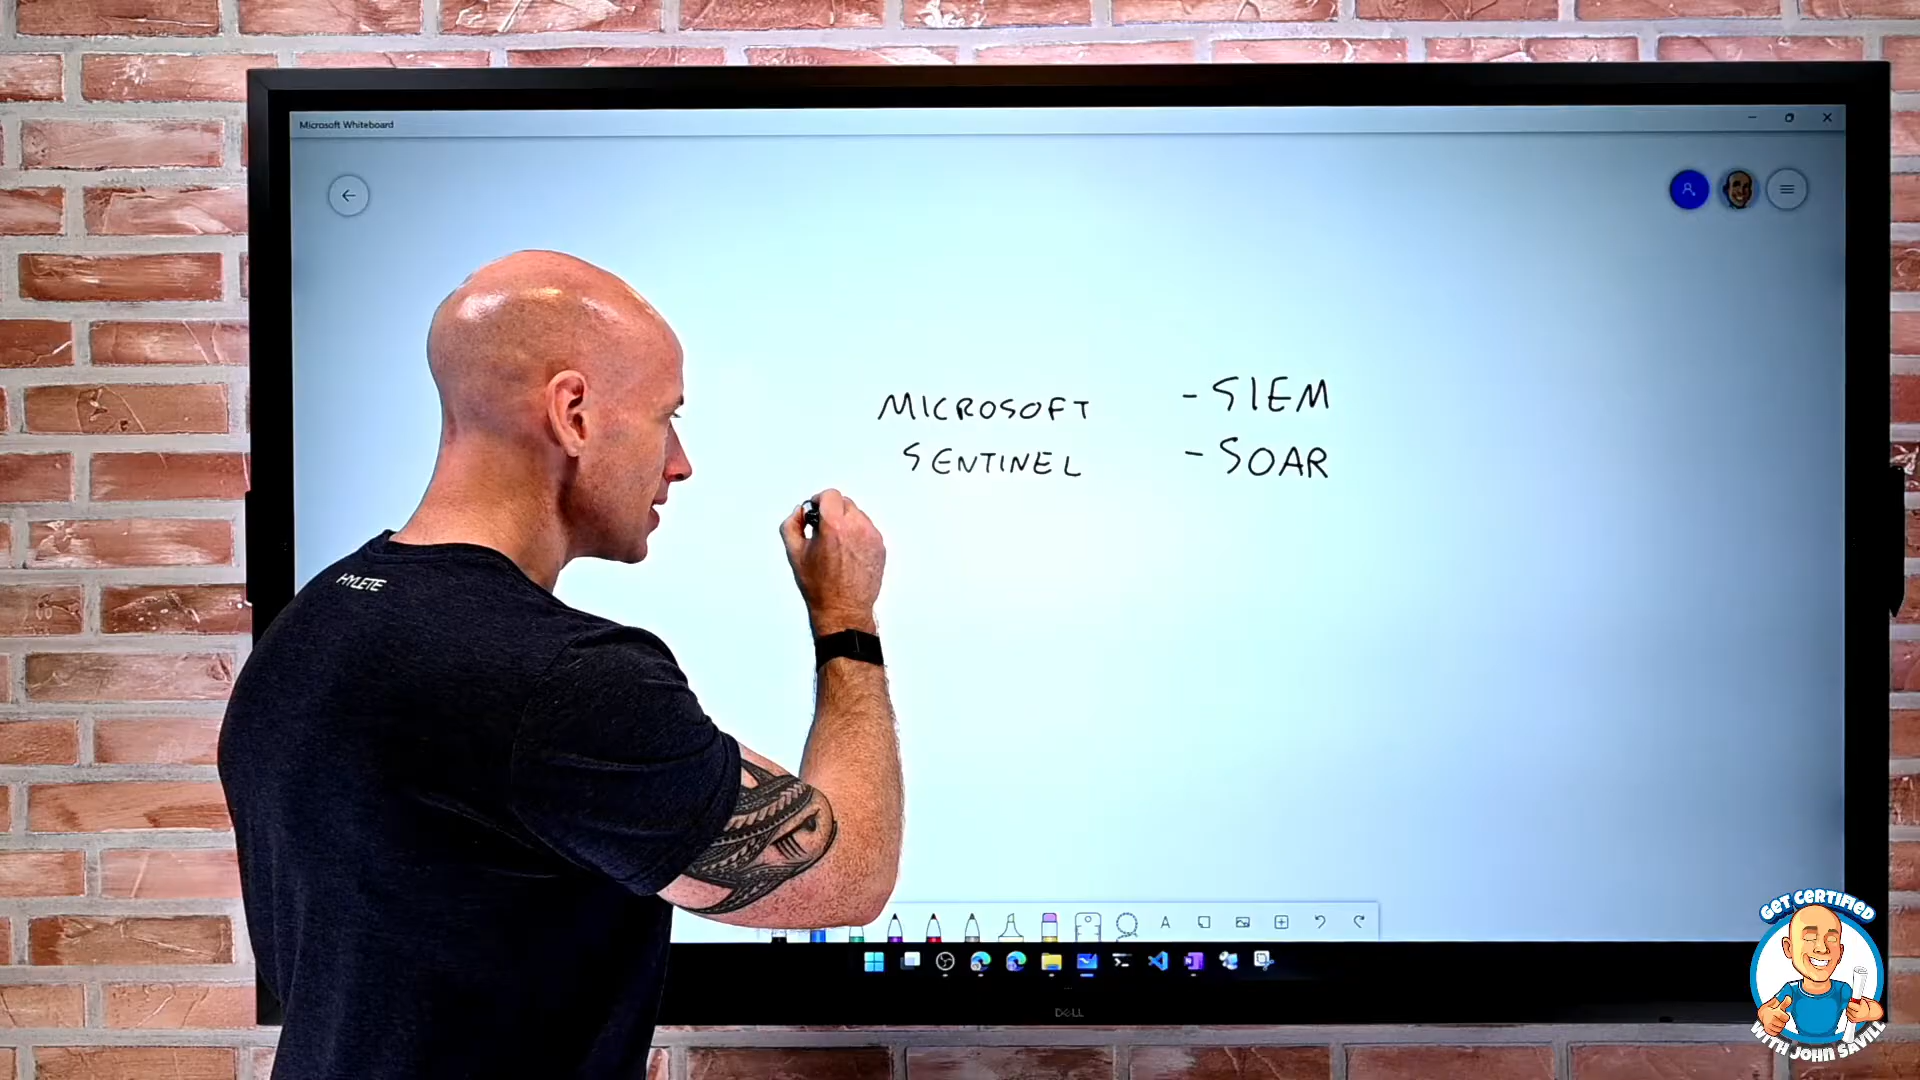 Microsoft Whiteboard
MICROSOFT
SENTINEL
- SIEM
- SOAR
HYLETE
DELL
GET CERTIFIED
WITH JOHN SAVILL